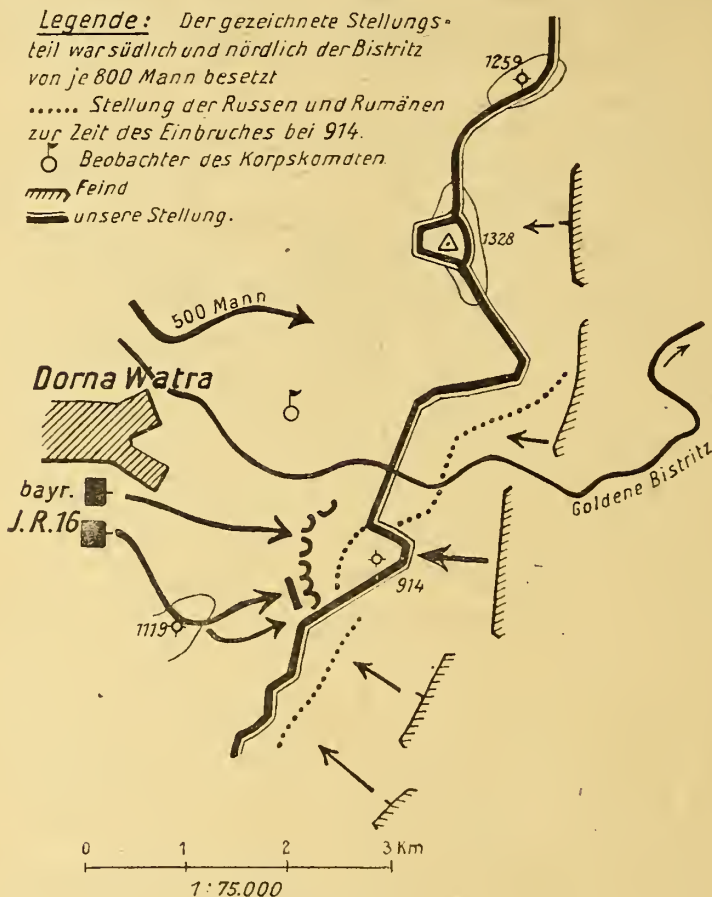 Legende: Der gezeichnete Stellungs-
teil war südlich und nördlich der Bistritz
von je 800 Mann besetzt
...... Stellung der Russen und Rumänen
zur Zeit des Einbruches bei 914.
Beobachter des Korpskomdten.
Feind
unsere Stellung.
1259
1328
500 Mann
Dorna Watra
Goldene Bistritz
bayr.
J.R.16
914
1119
0 1 2 3 Km
1:75.000